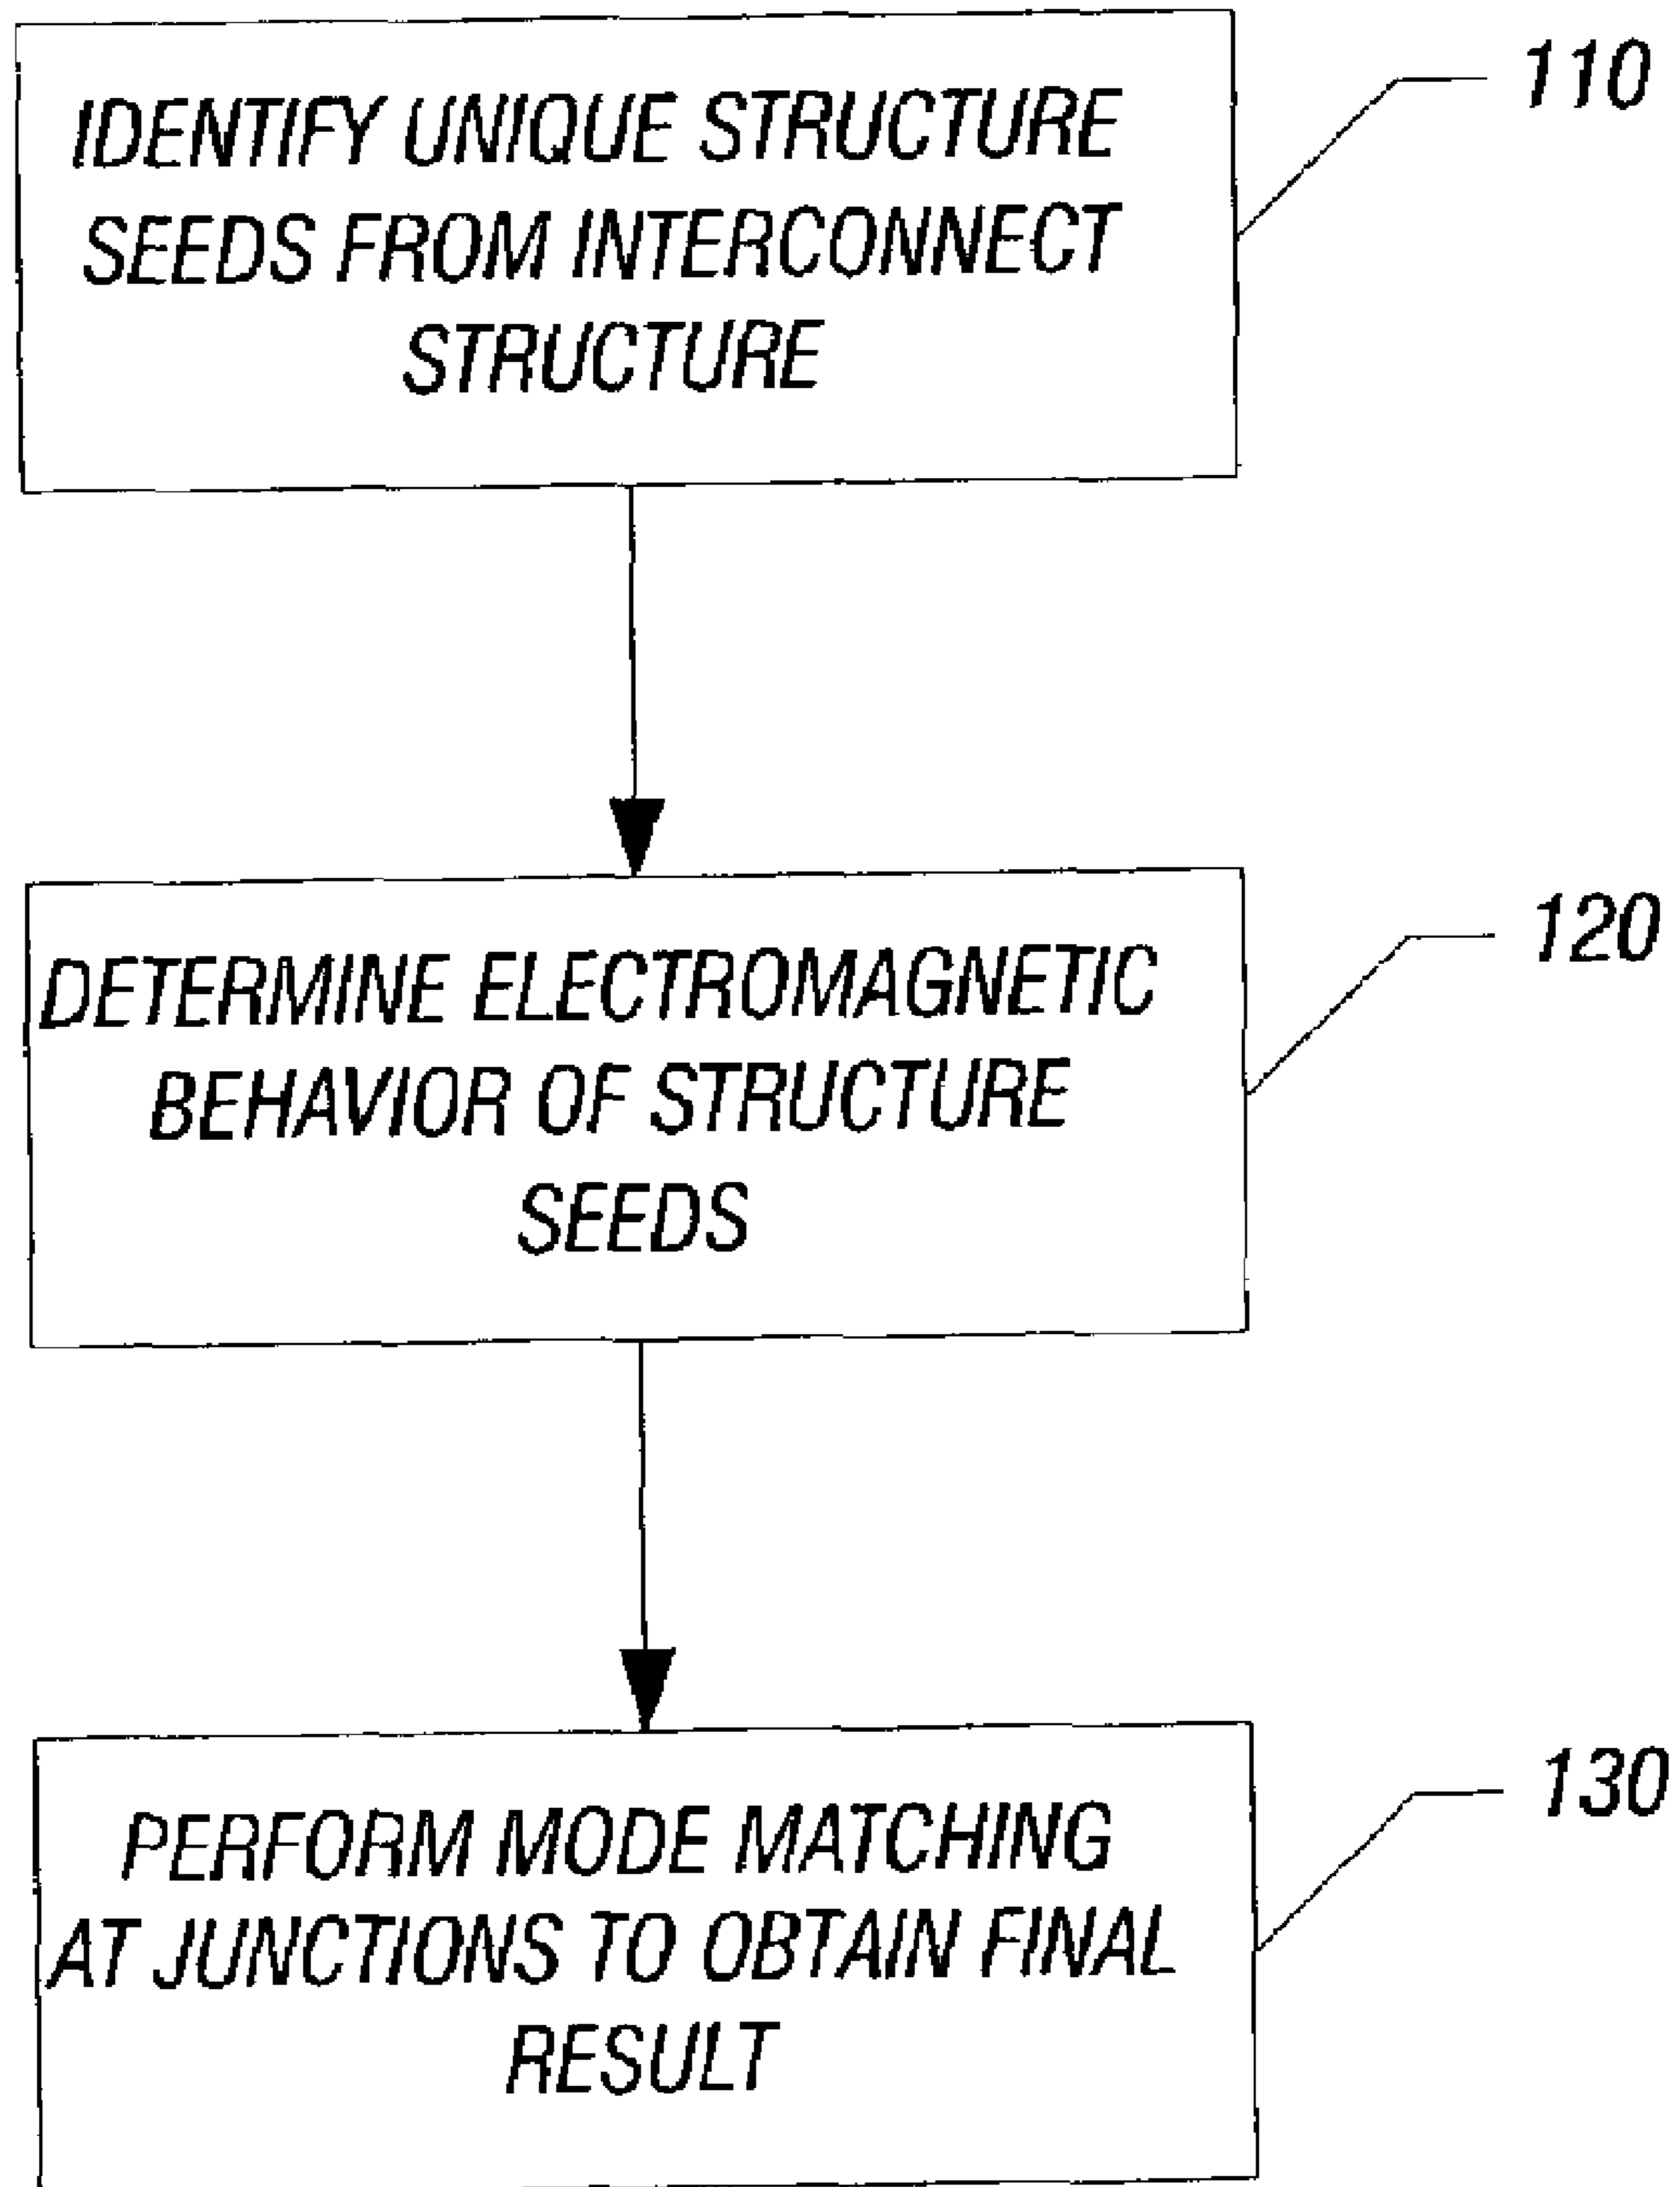 IDENTIFY UNIQUE STRUCTURE
SEEDS FROM INTERCONNECT
STRUCTURE
110
DETERMINE ELECTROMAGNETIC
BEHAVIOR OF STRUCTURE
SEEDS
120
PERFORM MODE MATCHING
AT JUNCTIONS TO OBTAIN FINAL
RESULT
130